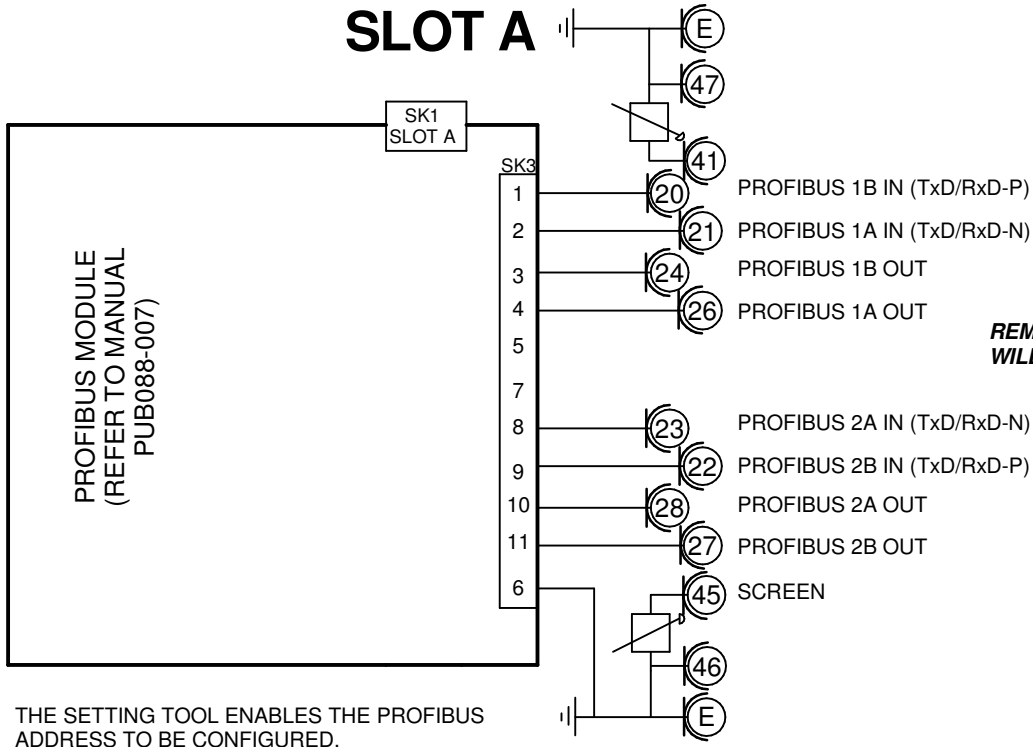 SLOT A
E
47
SK1
SLOT A
41
SK3
1
20
PROFIBUS 1B IN (TxD/RxD-P)
2
21
PROFIBUS 1A IN (TxD/RxD-N)
3
24
PROFIBUS 1B OUT
4
26
PROFIBUS 1A OUT
REM
WILL
5
7
PROFIBUS MODULE
(REFER TO MANUAL
PUB088-007)
8
23
PROFIBUS 2A IN (TxD/RxD-N)
9
22
PROFIBUS 2B IN (TxD/RxD-P)
10
28
PROFIBUS 2A OUT
11
27
PROFIBUS 2B OUT
6
45
SCREEN
46
E
THE SETTING TOOL ENABLES THE PROFIBUS
ADDRESS TO BE CONFIGURED.